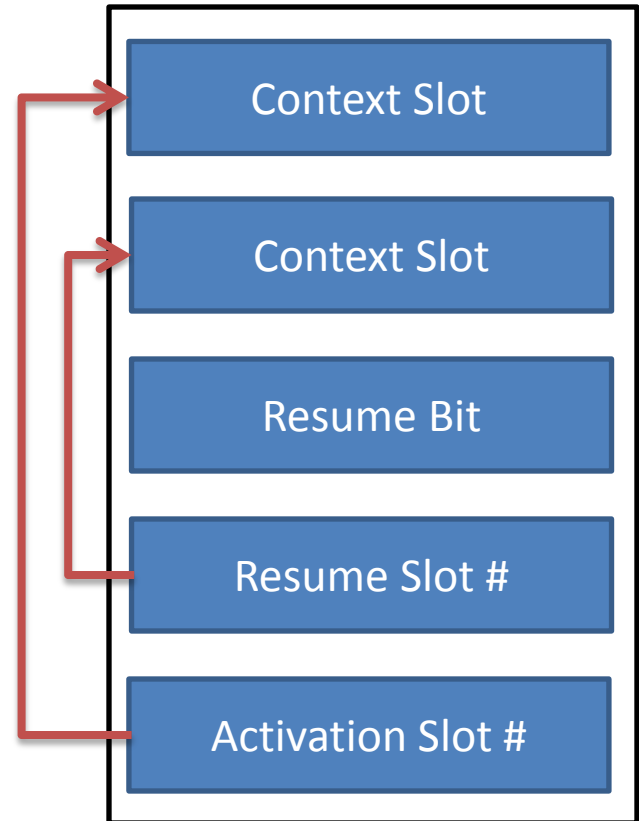 Context Slot
Context Slot
Resume Bit
Resume Slot #
Activation Slot #